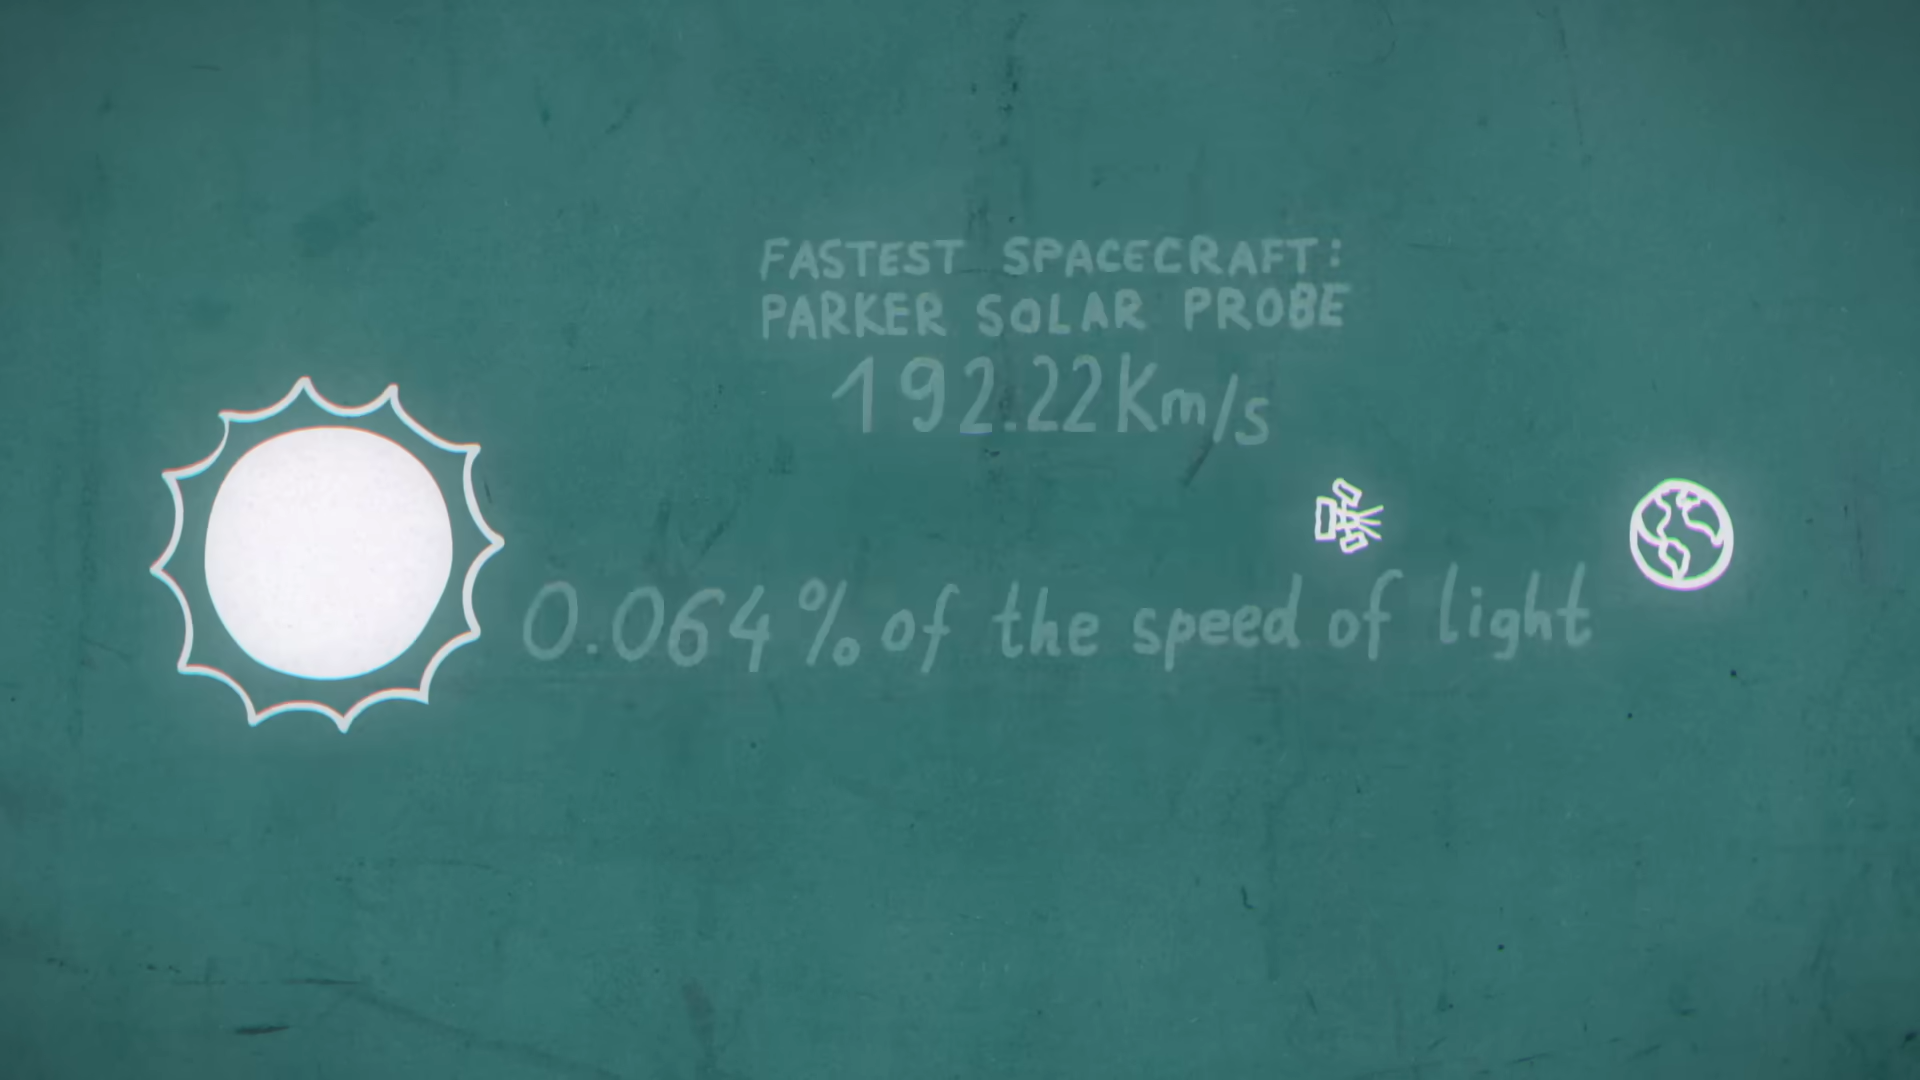 FASTEST SPACECRAFT:
PARKER SOLAR PROBE
192.22Km/s
0.064% of the speed of light